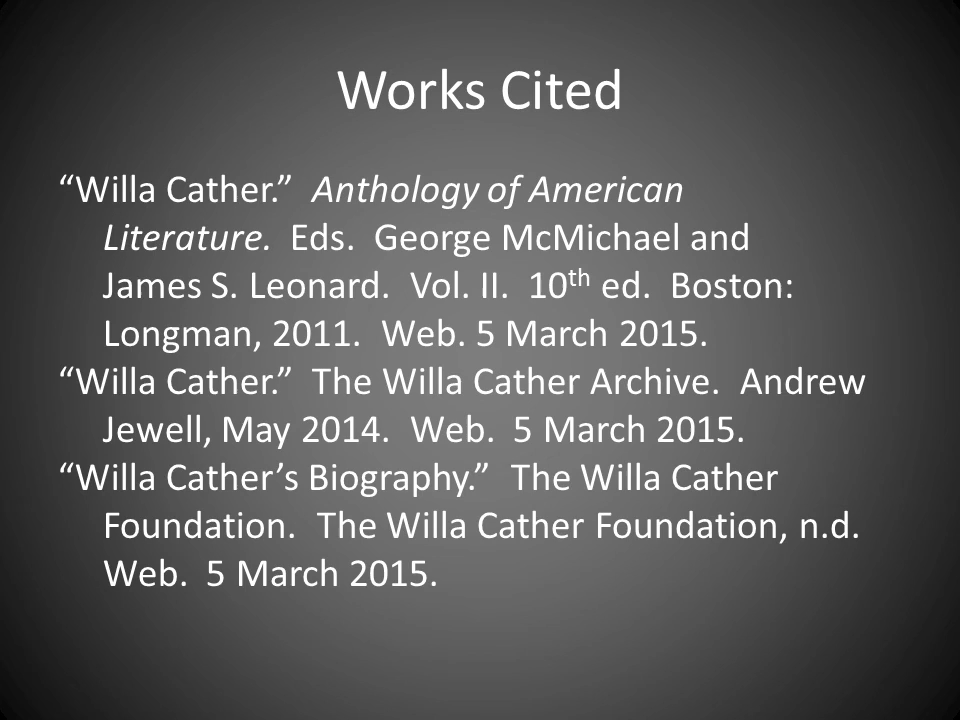 Works Cited
“Willa Cather.” Anthology of American
Literature. Eds. George McMichael and
James S. Leonard. Vol. II. 10th ed. Boston:
Longman, 2011. Web. 5 March 2015.
“Willa Cather.” The Willa Cather Archive. Andrew
Jewell, May 2014. Web. 5 March 2015.
“Willa Cather’s Biography.” The Willa Cather
Foundation. The Willa Cather Foundation, n.d.
Web. 5 March 2015.